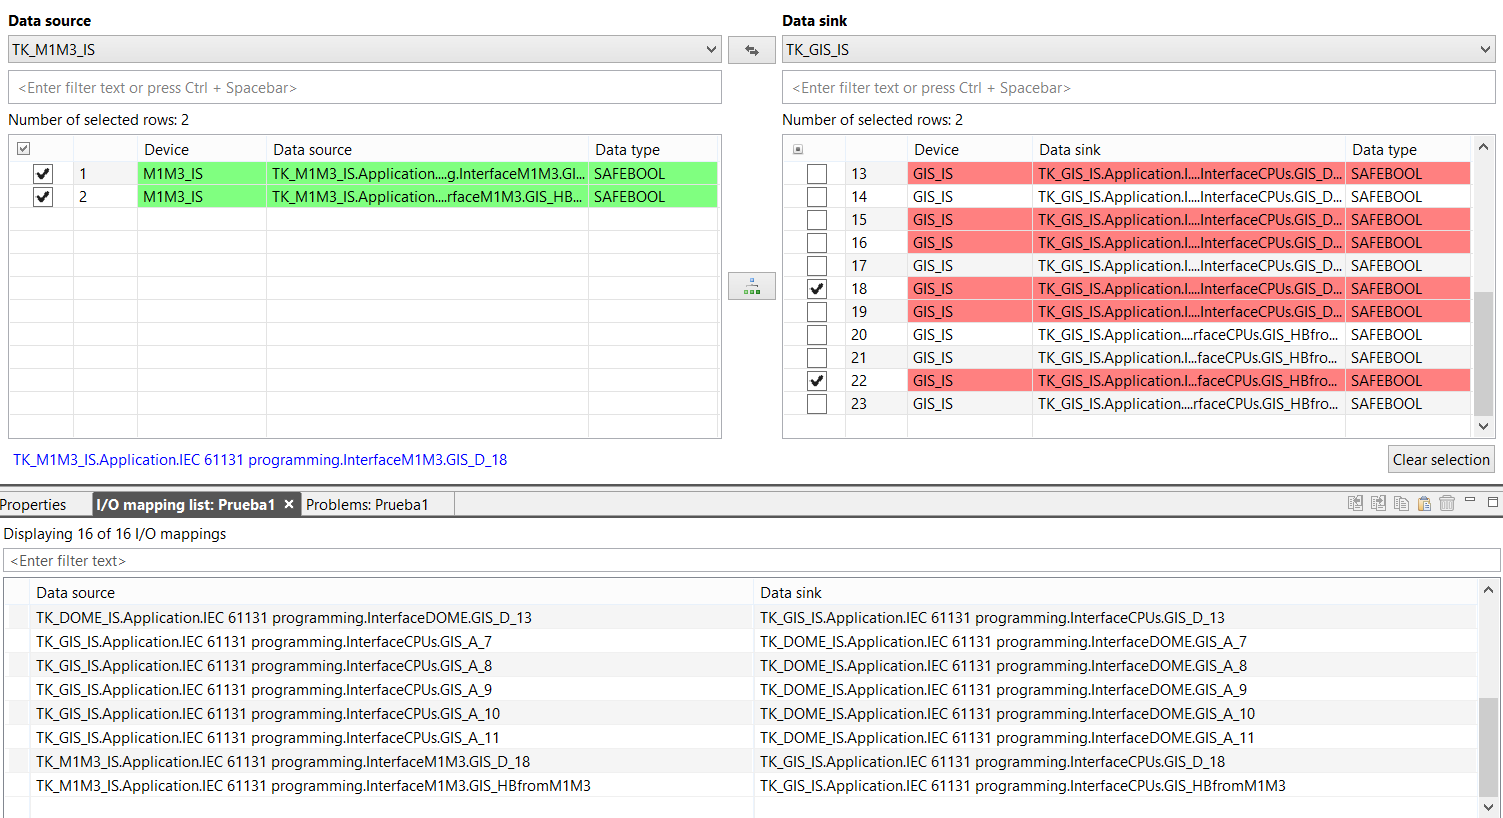 Data source
Data sink
TK_M1M3_IS
TK_GIS_IS
<Enter filter text or press Ctrl + Spacebar>
<Enter filter text or press Ctrl + Spacebar>
Number of selected rows: 2
Number of selected rows: 2
Device Data source Data type
1 M1M3_IS TK_M1M3_IS.Application....g.InterfaceM1M3.GI... SAFEBOOL
2 M1M3_IS TK_M1M3_IS.Application....rfaceM1M3.GIS_HB... SAFEBOOL
Device Data sink Data type
13 GIS_IS TK_GIS_IS.Application.I....InterfaceCPUs.GIS_D... SAFEBOOL
14 GIS_IS TK_GIS_IS.Application.I....InterfaceCPUs.GIS_D... SAFEBOOL
15 GIS_IS TK_GIS_IS.Application.I....InterfaceCPUs.GIS_D... SAFEBOOL
16 GIS_IS TK_GIS_IS.Application.I....InterfaceCPUs.GIS_D... SAFEBOOL
17 GIS_IS TK_GIS_IS.Application.I....InterfaceCPUs.GIS_D... SAFEBOOL
18 GIS_IS TK_GIS_IS.Application.I....InterfaceCPUs.GIS_D... SAFEBOOL
19 GIS_IS TK_GIS_IS.Application.I....InterfaceCPUs.GIS_D... SAFEBOOL
20 GIS_IS TK_GIS_IS.Application....rfaceCPUs.GIS_HBfro... SAFEBOOL
21 GIS_IS TK_GIS_IS.Application.I...faceCPUs.GIS_HBfro... SAFEBOOL
22 GIS_IS TK_GIS_IS.Application.I...faceCPUs.GIS_HBfro... SAFEBOOL
23 GIS_IS TK_GIS_IS.Application....rfaceCPUs.GIS_HBfro... SAFEBOOL
TK_M1M3_IS.Application.IEC 61131 programming.InterfaceM1M3.GIS_D_18
Clear selection
Properties I/O mapping list: Prueba1 Problems: Prueba1
Displaying 16 of 16 I/O mappings
<Enter filter text>
Data source Data sink
TK_DOME_IS.Application.IEC 61131 programming.InterfaceDOME.GIS_D_13 TK_GIS_IS.Application.IEC 61131 programming.InterfaceCPUs.GIS_D_13
TK_GIS_IS.Application.IEC 61131 programming.InterfaceCPUs.GIS_A_7 TK_DOME_IS.Application.IEC 61131 programming.InterfaceDOME.GIS_A_7
TK_GIS_IS.Application.IEC 61131 programming.InterfaceCPUs.GIS_A_8 TK_DOME_IS.Application.IEC 61131 programming.InterfaceDOME.GIS_A_8
TK_GIS_IS.Application.IEC 61131 programming.InterfaceCPUs.GIS_A_9 TK_DOME_IS.Application.IEC 61131 programming.InterfaceDOME.GIS_A_9
TK_GIS_IS.Application.IEC 61131 programming.InterfaceCPUs.GIS_A_10 TK_DOME_IS.Application.IEC 61131 programming.InterfaceDOME.GIS_A_10
TK_GIS_IS.Application.IEC 61131 programming.InterfaceCPUs.GIS_A_11 TK_DOME_IS.Application.IEC 61131 programming.InterfaceDOME.GIS_A_11
TK_M1M3_IS.Application.IEC 61131 programming.InterfaceM1M3.GIS_D_18 TK_GIS_IS.Application.IEC 61131 programming.InterfaceCPUs.GIS_D_18
TK_M1M3_IS.Application.IEC 61131 programming.InterfaceM1M3.GIS_HBfromM1M3 TK_GIS_IS.Application.IEC 61131 programming.InterfaceCPUs.GIS_HBfromM1M3